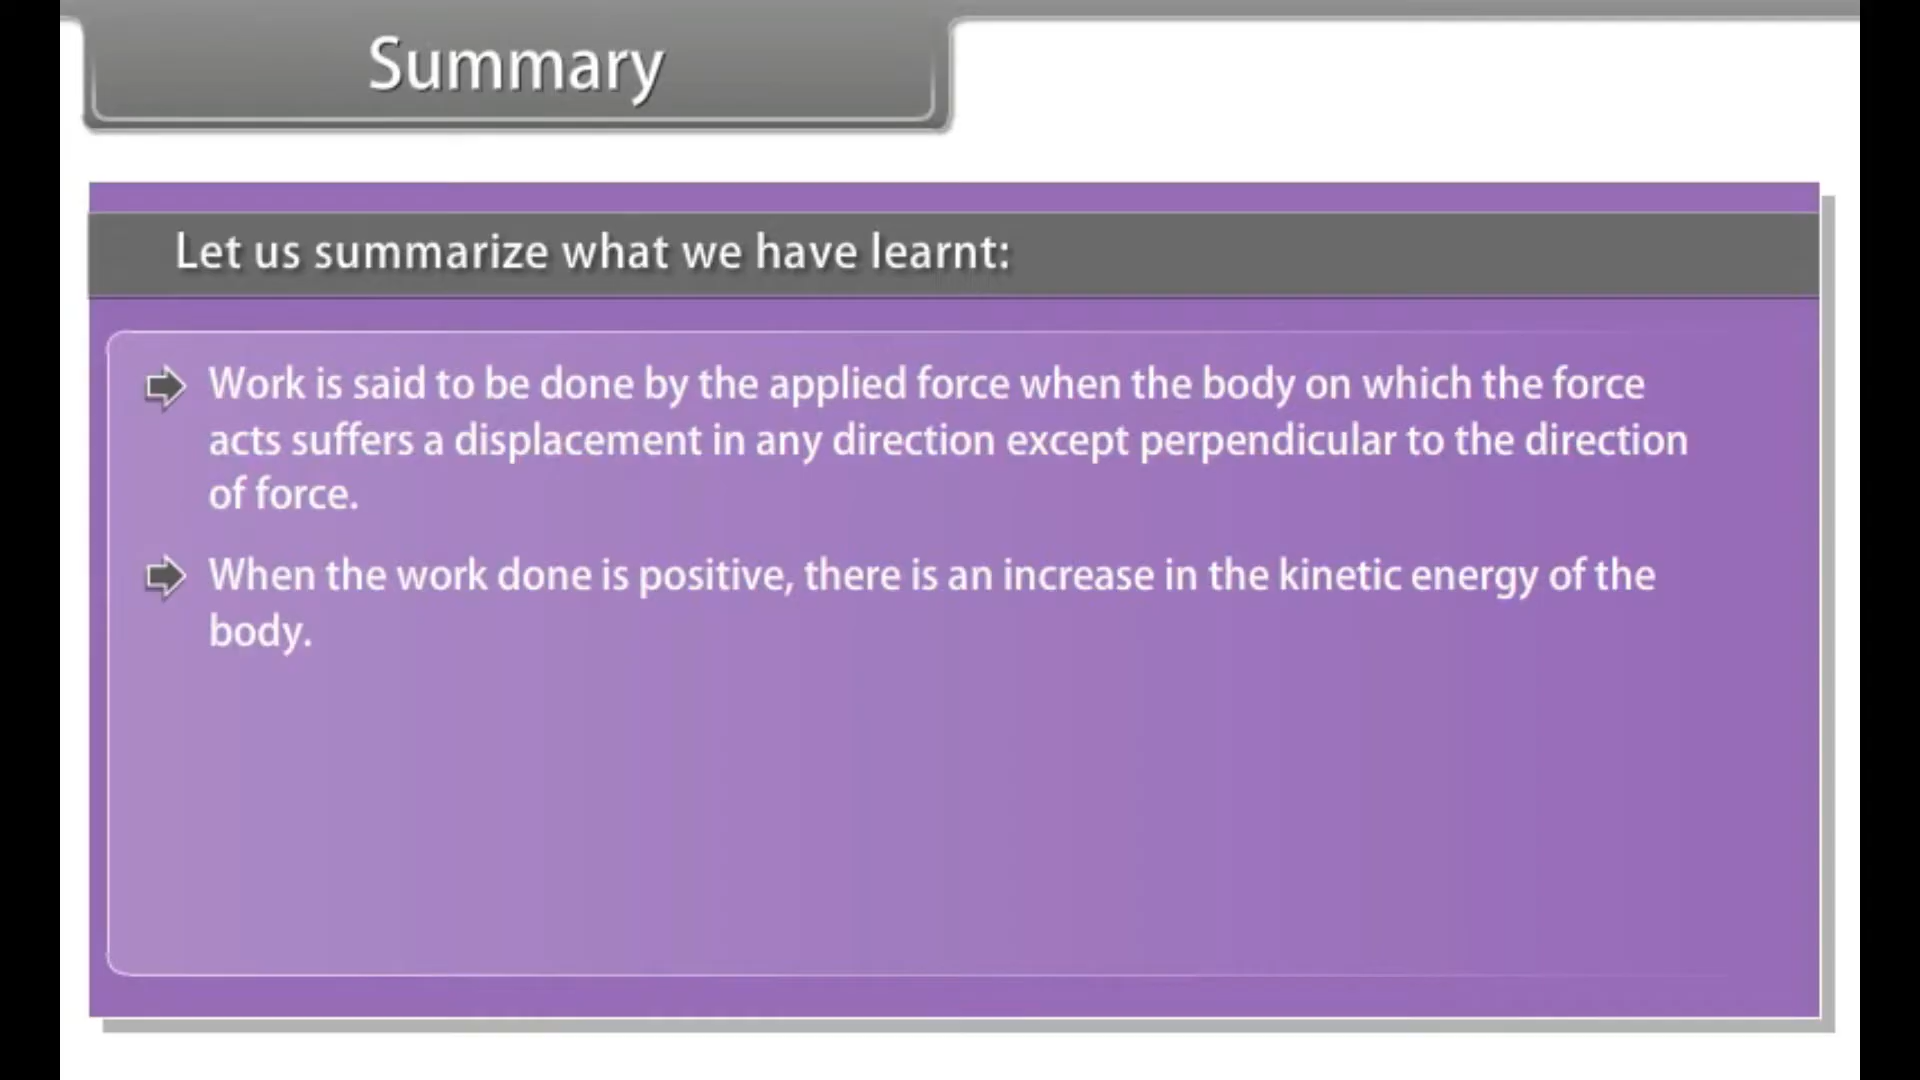 Summary
Let us summarize what we have learnt:
Work is said to be done by the applied force when the body on which the force
acts suffers a displacement in any direction except perpendicular to the direction
of force.
When the work done is positive, there is an increase in the kinetic energy of the
body.